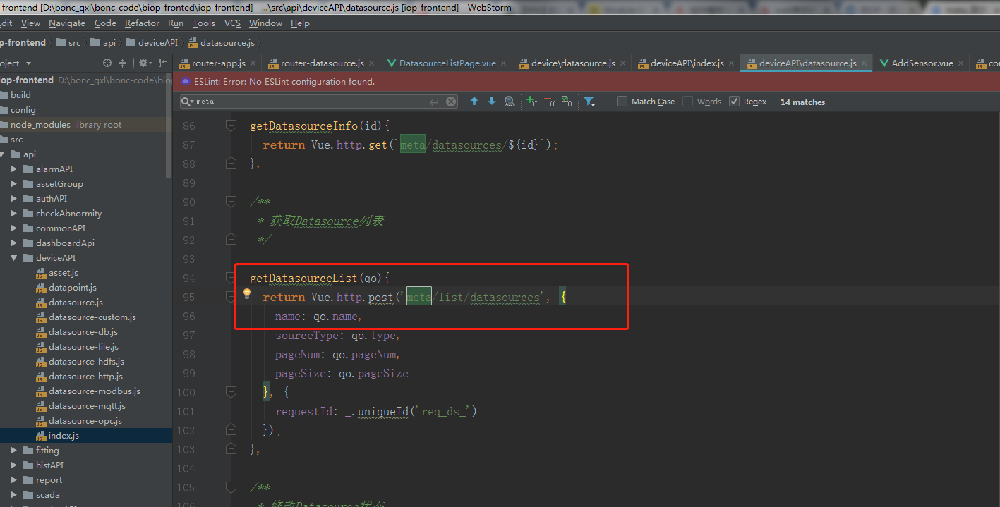 -frontend [D:\bonc_qxl\bonc-code\biop-fronted\iop-frontend] - ...\src\api\deviceAPI\datasource.js [iop-frontend] - WebStorm
dit View Navigate Code Refactor Run Tools VCS Window Help
p-frontend src api deviceAPI datasource.js
oject
router-app.js router-datasource.js DatasourceListPage.vue device\datasource.js deviceAPI\index.js deviceAPI\datasource.js AddSensor.vue cor
iop-frontend D:\bonc_qxl\bonc-code\biop
build
config
node_modules library root
src
api
alarmAPI
assetGroup
authAPI
checkAbnormity
commonAPI
dashboardApi
deviceAPI
asset.js
datapoint.js
datasource.js
datasource-custom.js
datasource-db.js
datasource-file.js
datasource-hdfs.js
datasource-http.js
datasource-modbus.js
datasource-mqtt.js
datasource-opc.js
index.js
fitting
histAPI
report
scada
ESLint: Error: No ESLint configuration found.
meta Match Case Words Regex 14 matches
86 getDatasourceInfo(id){
87 return Vue.http.get(`meta/datasources/${id}`);
88 },
89
90 /**
91 * 获取Datasource列表
92 */
93
94 getDatasourceList(qo){
95 return Vue.http.post('meta/list/datasources', {
96 name: qo.name,
97 sourceType: qo.type,
98 pageNum: qo.pageNum,
99 pageSize: qo.pageSize
100 }, {
101 requestId: _.uniqueId('req_ds_')
102 });
103 },
104
105 /**
106 * 修改Datasource状态